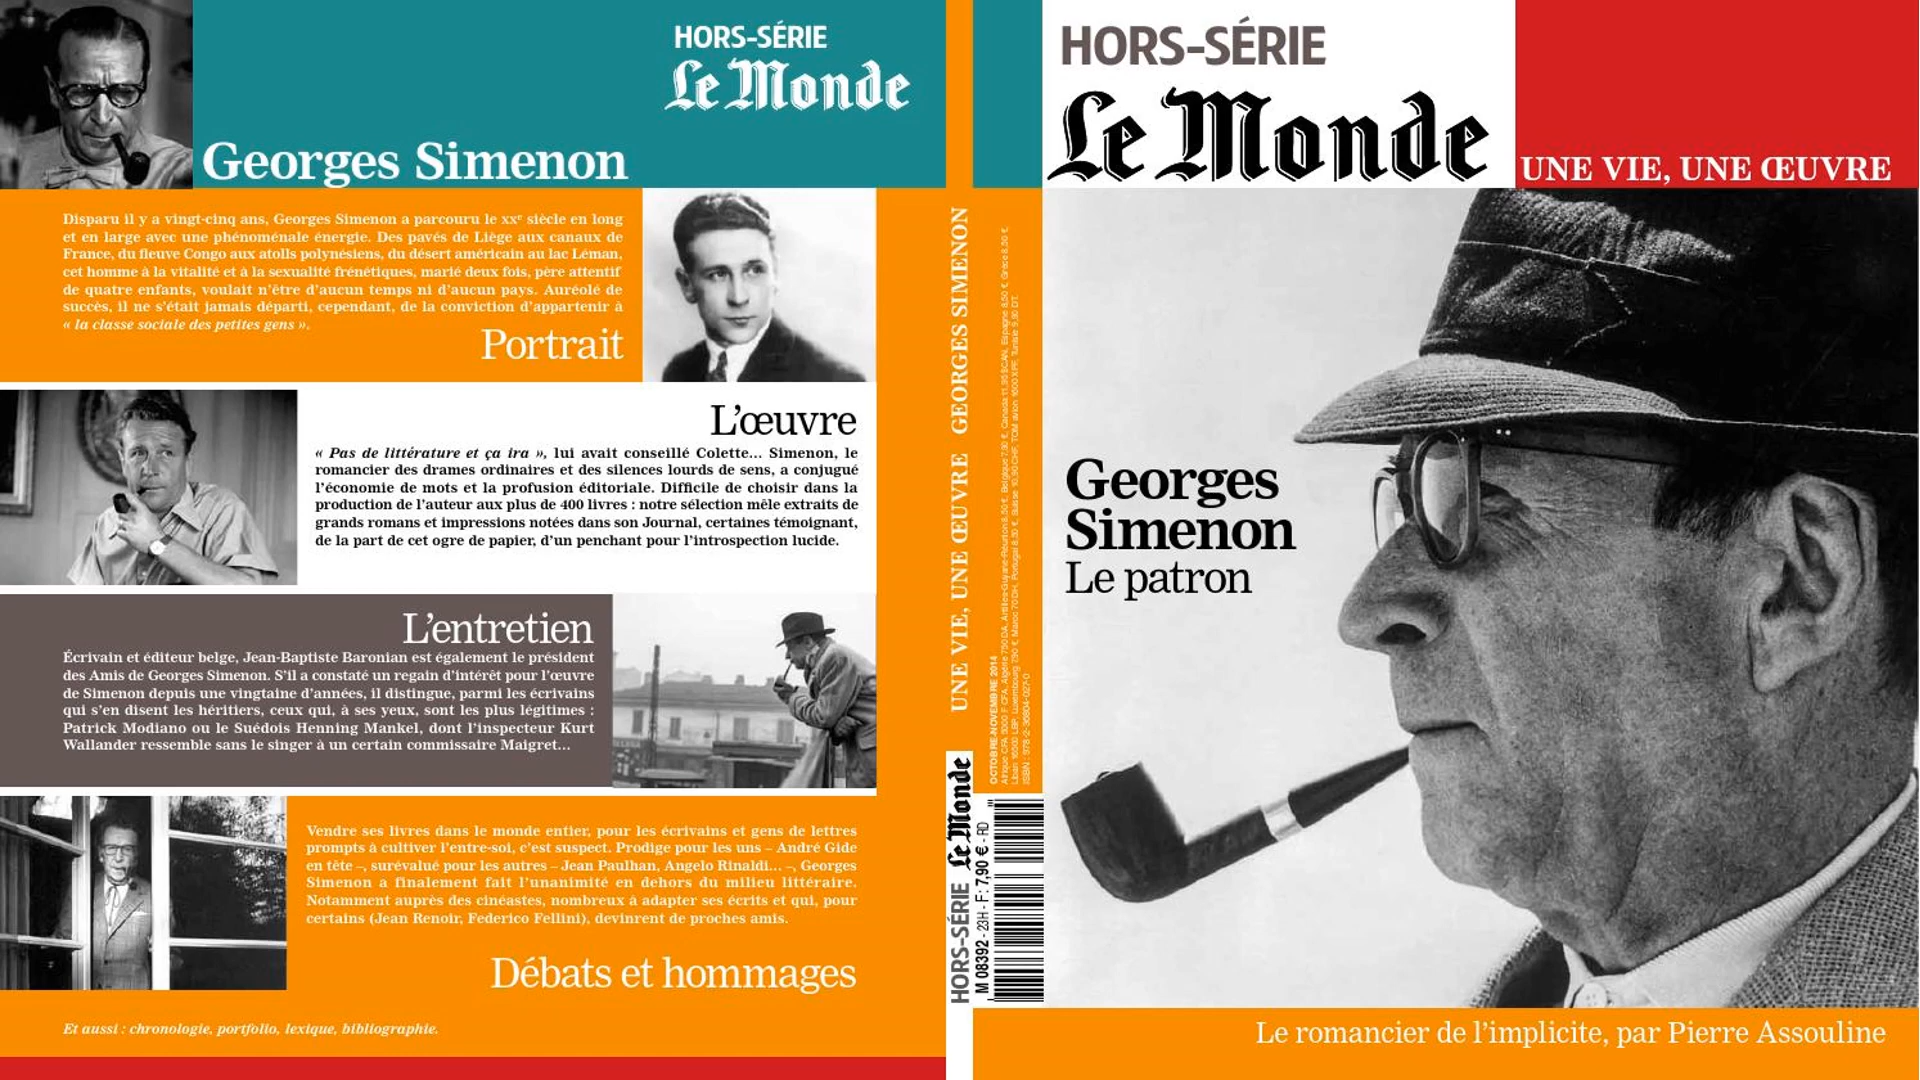 HORS-SÉRIE
Le Monde
Georges Simenon
Disparu il y a vingt-cinq ans, Georges Simenon a parcouru le XXe siècle en long
et en large avec une phénoménale énergie. Des pavés de Liège aux canaux de
France, du fleuve Congo aux atolls polynésiens, du désert américain au lac Léman,
cet homme à la vitalité et à la sexualité frénétiques, marié deux fois, père attentif
de quatre enfants, voulait n'être d'aucun temps ni d'aucun pays. Auréolé de
succès, il ne s'était jamais départi, cependant, de la conviction d'appartenir à
« la classe sociale des petites gens ».
Portrait
L'œuvre
« Pas de littérature et ça ira », lui avait conseillé Colette... Simenon, le
romancier des drames ordinaires et des silences lourds de sens, a conjugué
l'économie de mots et la profusion éditoriale. Difficile de choisir dans la
production de l'auteur aux plus de 400 livres : notre sélection mêle extraits de
grands romans et impressions notées dans son Journal, certaines témoignant,
de la part de cet ogre de papier, d'un penchant pour l'introspection lucide.
L'entretien
Écrivain et éditeur belge, Jean-Baptiste Baronian est également le président
des Amis de Georges Simenon. S'il a constaté un regain d'intérêt pour l'œuvre
de Simenon depuis une vingtaine d'années, il distingue, parmi les écrivains
qui s'en disent les héritiers, ceux qui, à ses yeux, sont les plus légitimes :
Patrick Modiano ou le Suédois Henning Mankel, dont l'inspecteur Kurt
Wallander ressemble sans le singer à un certain commissaire Maigret...
Vendre ses livres dans le monde entier, pour les écrivains et gens de lettres
prompts à cultiver l'entre-soi, c'est suspect. Prodige pour les uns – André Gide
en tête –, surévalué pour les autres – Jean Paulhan, Angelo Rinaldi... –, Georges
Simenon a finalement fait l'unanimité en dehors du milieu littéraire.
Notamment auprès des cinéastes, nombreux à adapter ses écrits et qui, pour
certains (Jean Renoir, Federico Fellini), devinrent de proches amis.
Débats et hommages
Et aussi : chronologie, portfolio, lexique, bibliographie.
HORS-SÉRIE Le Monde UNE VIE, UNE ŒUVRE GEORGES SIMENON
OCTOBRE-NOVEMBRE 2014
M 08392 - 23H - F: 7,90 € - RD
HORS-SÉRIE
Le Monde
UNE VIE, UNE ŒUVRE
Georges
Simenon
Le patron
Le romancier de l'implicite, par Pierre Assouline